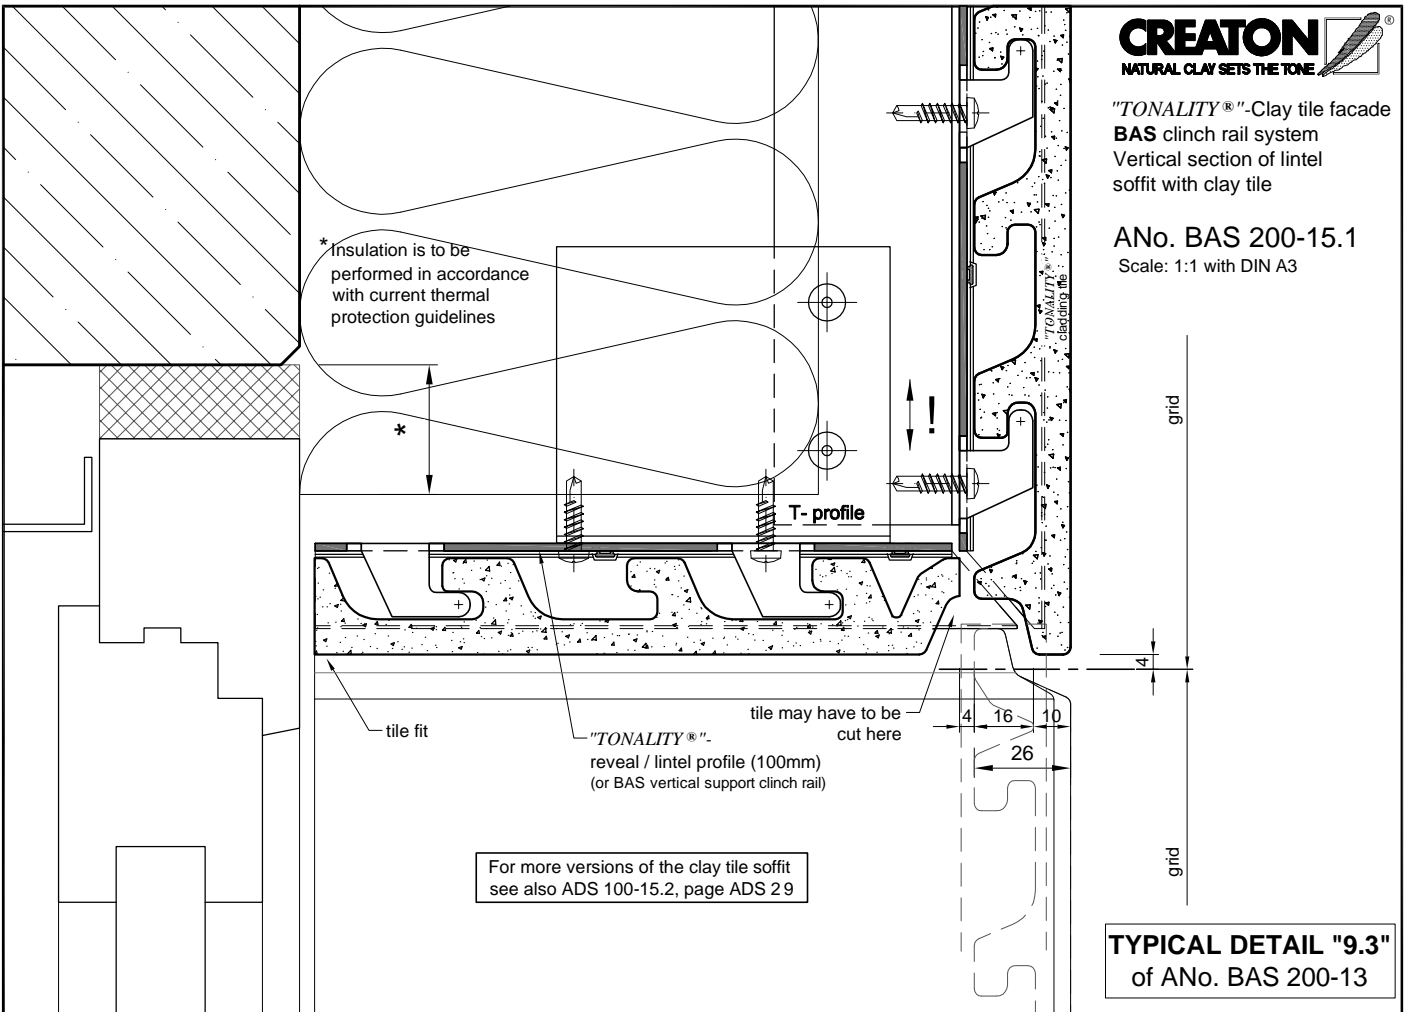 CREATON
®
NATURAL CLAY SETS THE TONE
"TONALITY®"-Clay tile facade
BAS clinch rail system
Vertical section of lintel
soffit with clay tile
ANo. BAS 200-15.1
Scale: 1:1 with DIN A3
* Insulation is to be
performed in accordance
with current thermal
protection guidelines
*
"TONALITY®"
cladding tile
!
T- profile
grid
4
4 16 10
26
tile fit
"TONALITY®"-
reveal / lintel profile (100mm)
(or BAS vertical support clinch rail)
tile may have to be
cut here
grid
For more versions of the clay tile soffit
see also ADS 100-15.2, page ADS 29
TYPICAL DETAIL "9.3"
of ANo. BAS 200-13